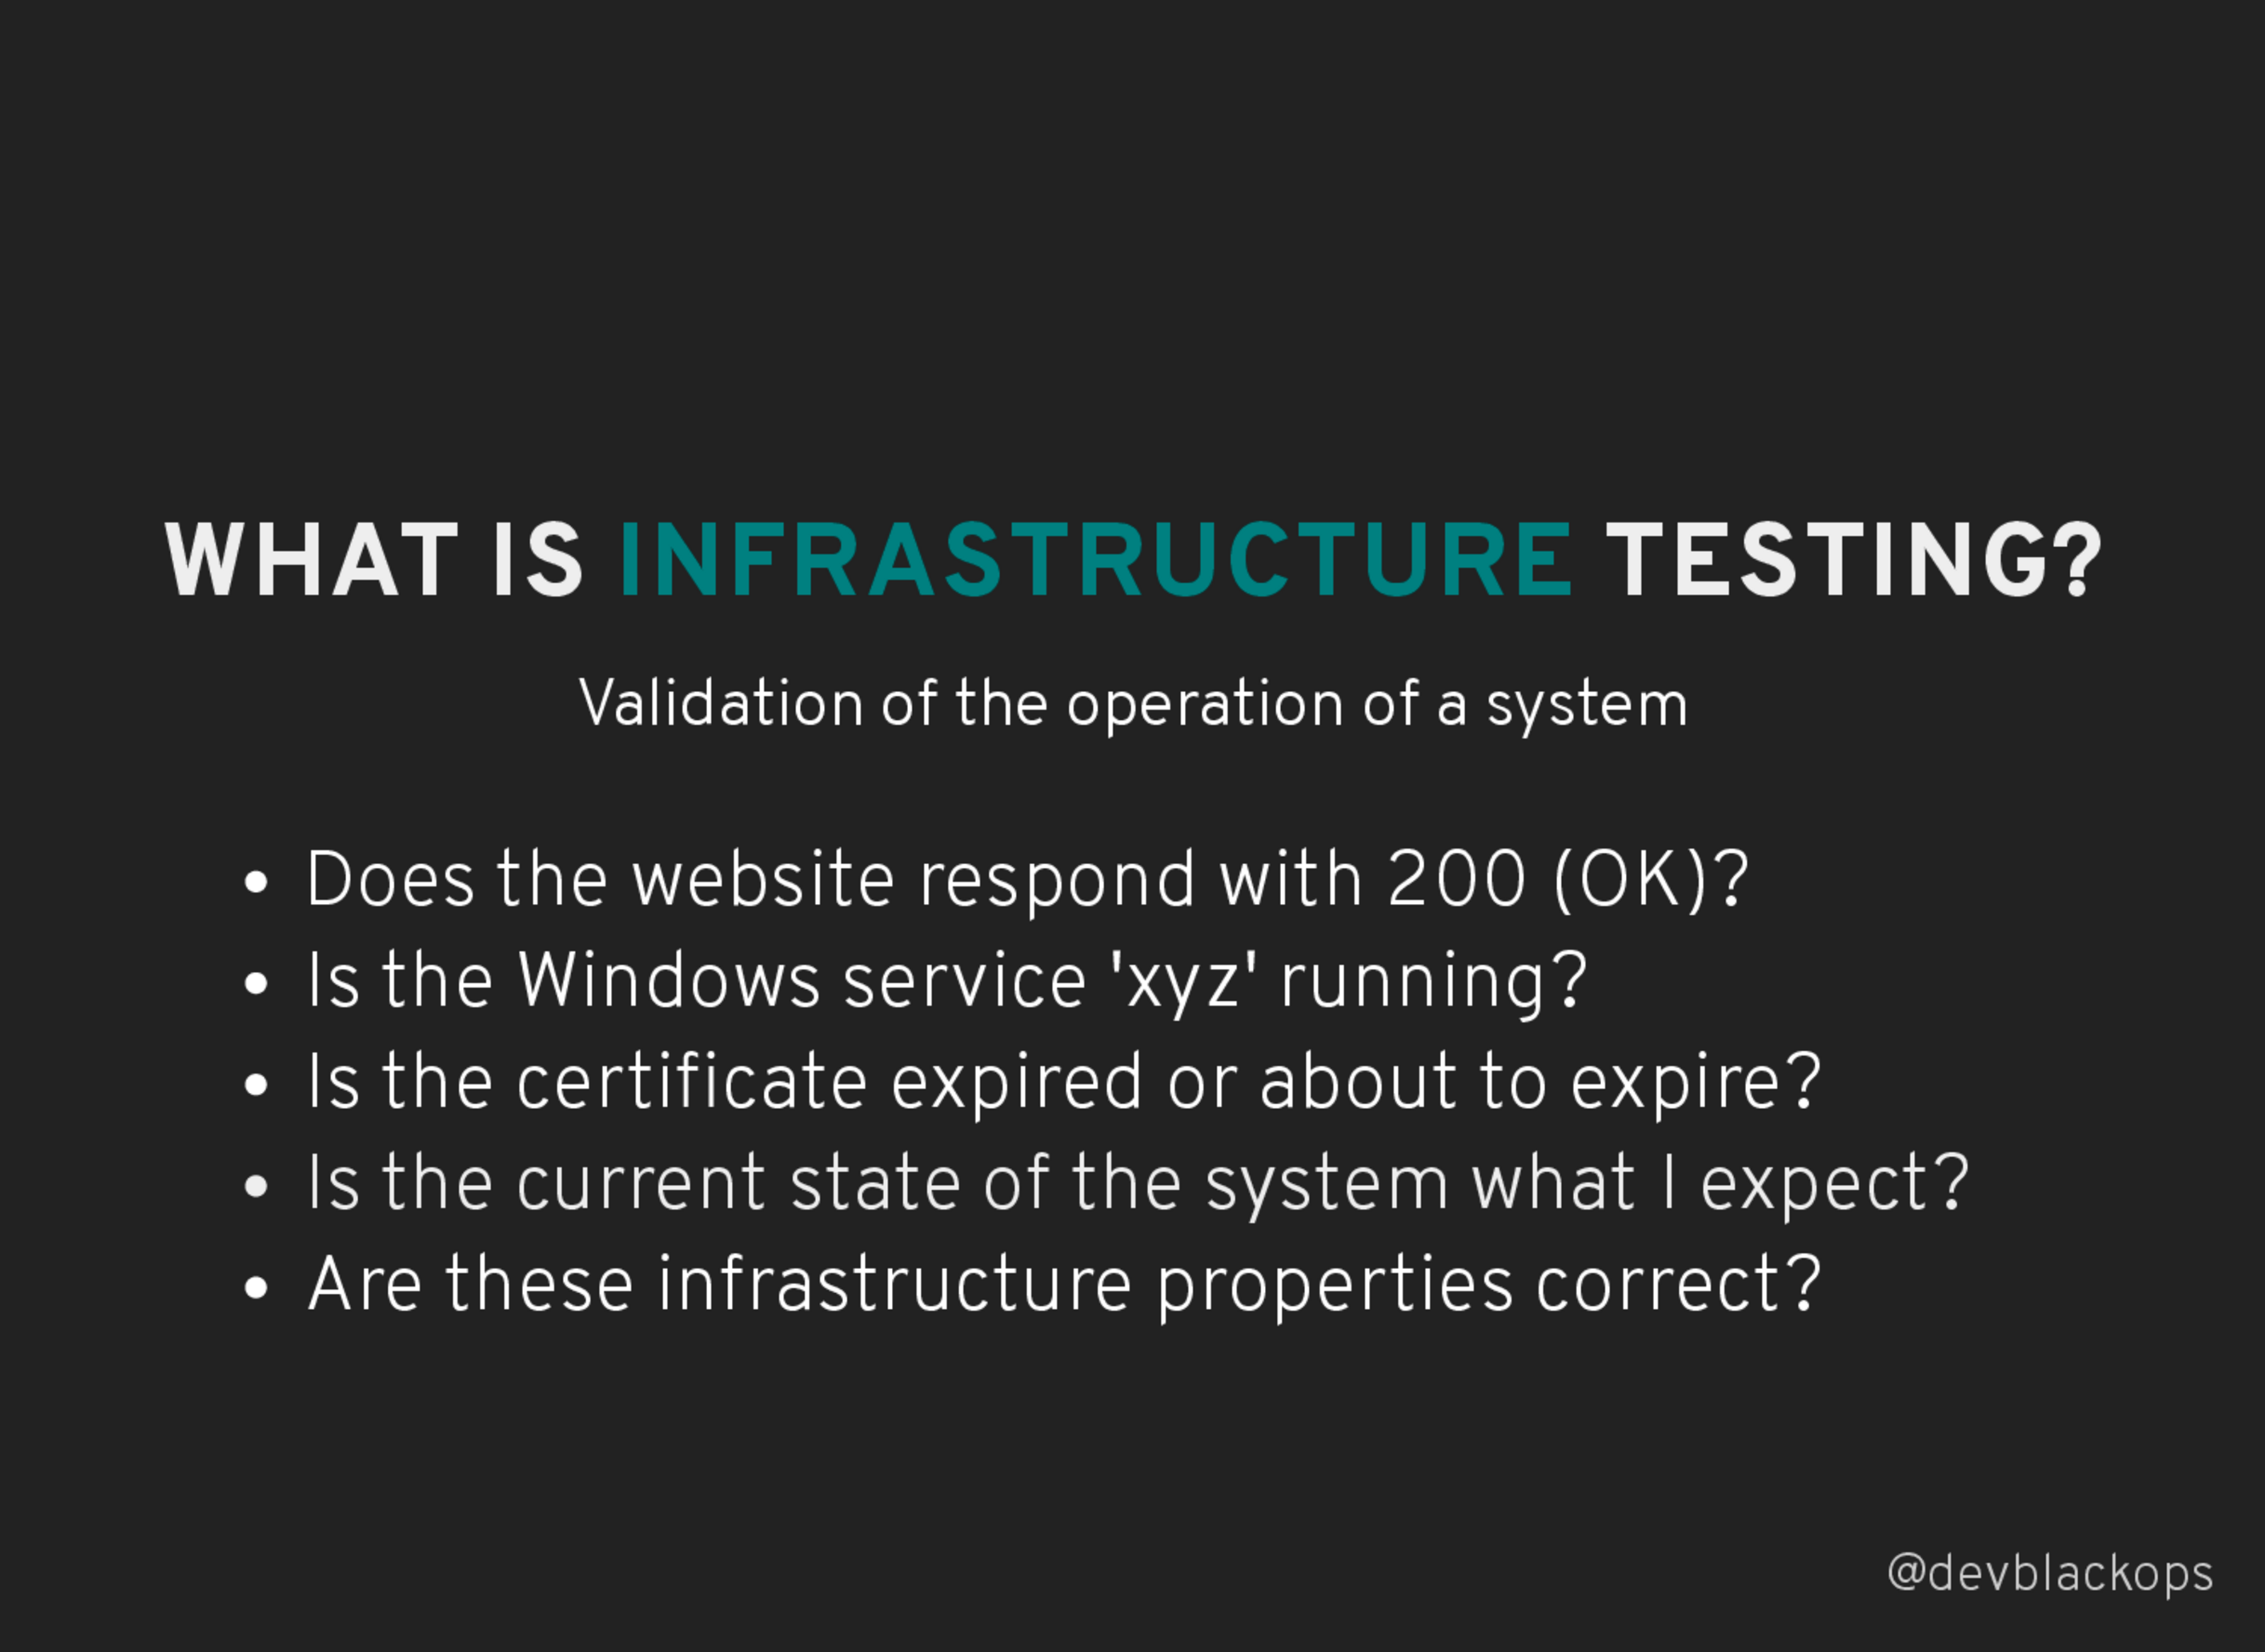 WHAT IS INFRASTRUCTURE TESTING?
Validation of the operation of a system
• Does the website respond with 200 (OK)?
• Is the Windows service 'xyz' running?
• Is the certificate expired or about to expire?
• Is the current state of the system what I expect?
• Are these infrastructure properties correct?
@devblackops